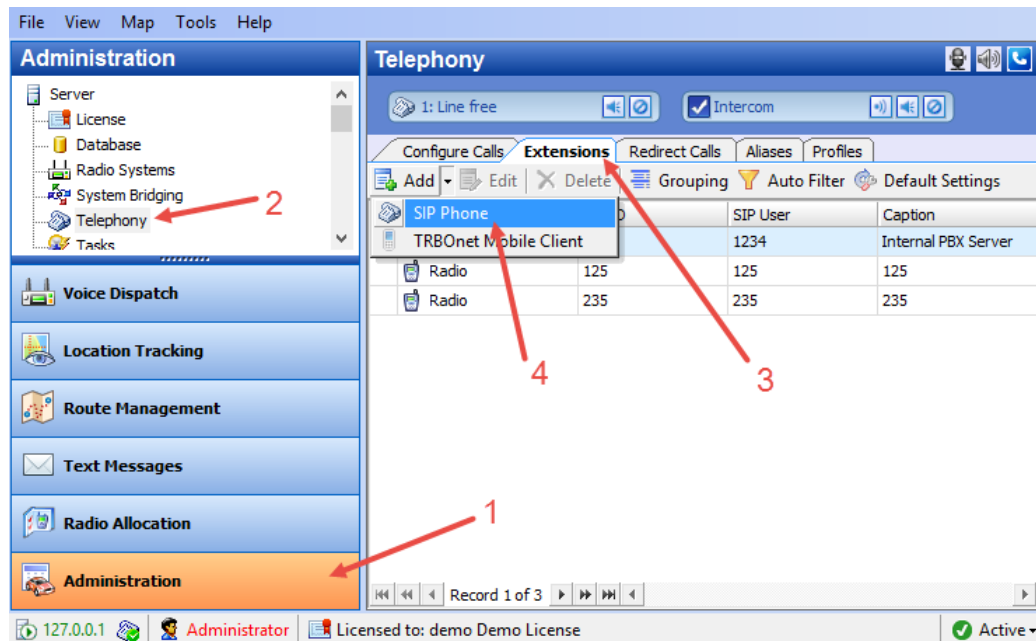 File View Map Tools Help
Administration
Server
License
Database
Radio Systems
System Bridging
Telephony
Tasks
2
Voice Dispatch
Location Tracking
Route Management
Text Messages
Radio Allocation
Administration
1
Telephony
1: Line free
Intercom
Configure Calls Extensions Redirect Calls Aliases Profiles
Add Edit Delete Grouping Auto Filter Default Settings
SIP Phone
TRBOnet Mobile Client
SIP User Caption
1234 Internal PBX Server
Radio 125 125 125
Radio 235 235 235
4
3
Record 1 of 3
127.0.0.1 Administrator Licensed to: demo Demo License Active